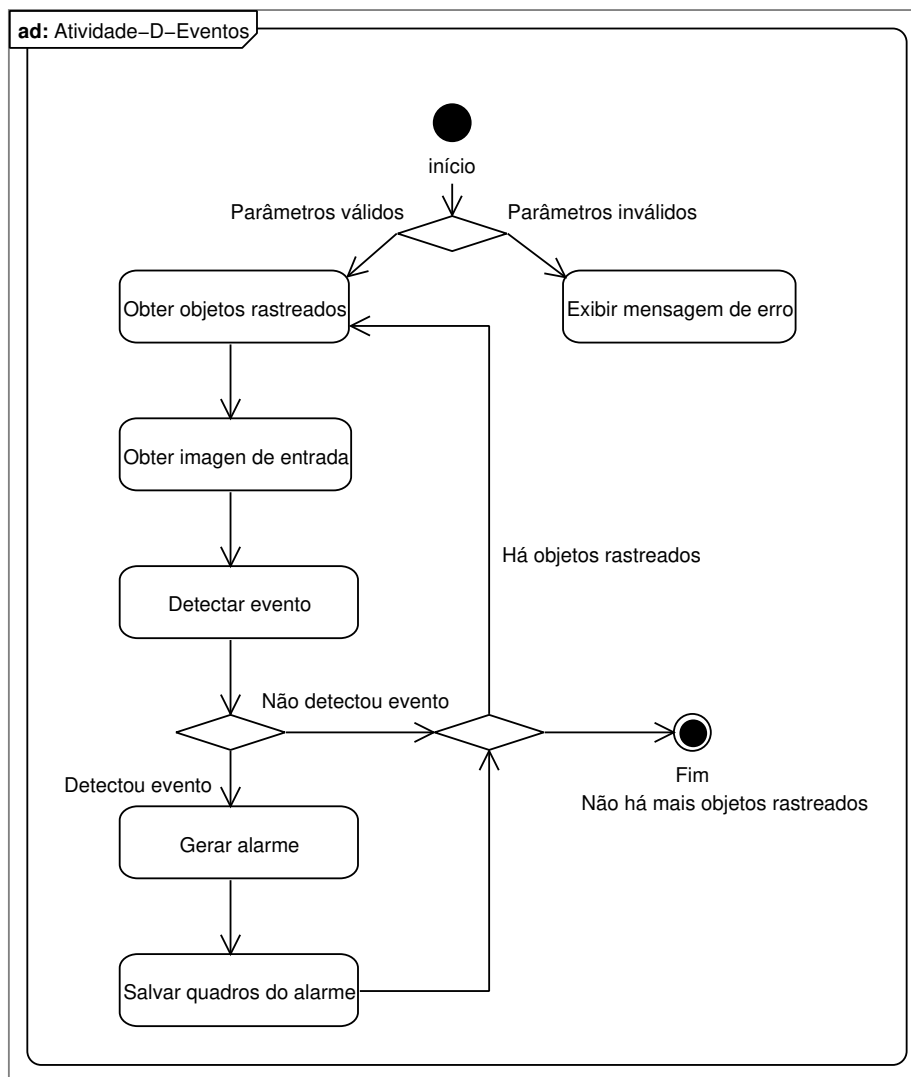 ad: Atividade-D-Eventos
início
Parâmetros válidos
Parâmetros inválidos
Obter objetos rastreados
Exibir mensagem de erro
Obter imagen de entrada
Há objetos rastreados
Detectar evento
Não detectou evento
Detectou evento
Fim
Não há mais objetos rastreados
Gerar alarme
Salvar quadros do alarme